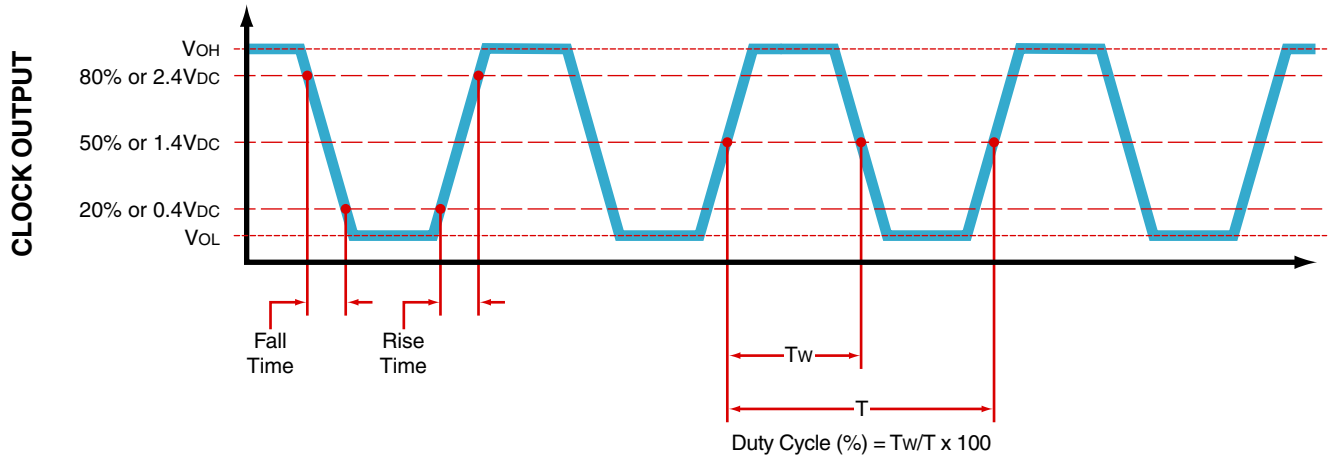 CLOCK OUTPUT
VOH
80% or 2.4VDC
50% or 1.4VDC
20% or 0.4VDC
VOL
Fall
Time
Rise
Time
TW
T
Duty Cycle (%) = TW/T x 100